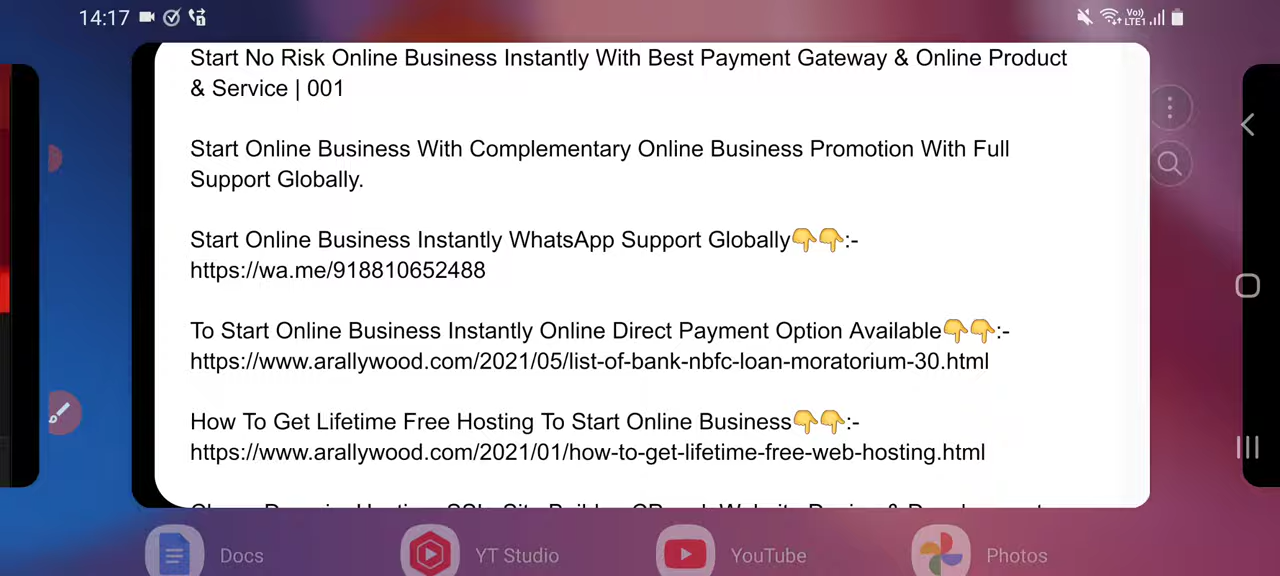 14:17
Vo)) LTE1
Start No Risk Online Business Instantly With Best Payment Gateway & Online Product
& Service | 001
Start Online Business With Complementary Online Business Promotion With Full
Support Globally.
Start Online Business Instantly WhatsApp Support Globally👇👇:-
https://wa.me/918810652488
To Start Online Business Instantly Online Direct Payment Option Available👇👇:-
https://www.arallywood.com/2021/05/list-of-bank-nbfc-loan-moratorium-30.html
How To Get Lifetime Free Hosting To Start Online Business👇👇:-
https://www.arallywood.com/2021/01/how-to-get-lifetime-free-web-hosting.html
Docs
YT Studio
YouTube
Photos